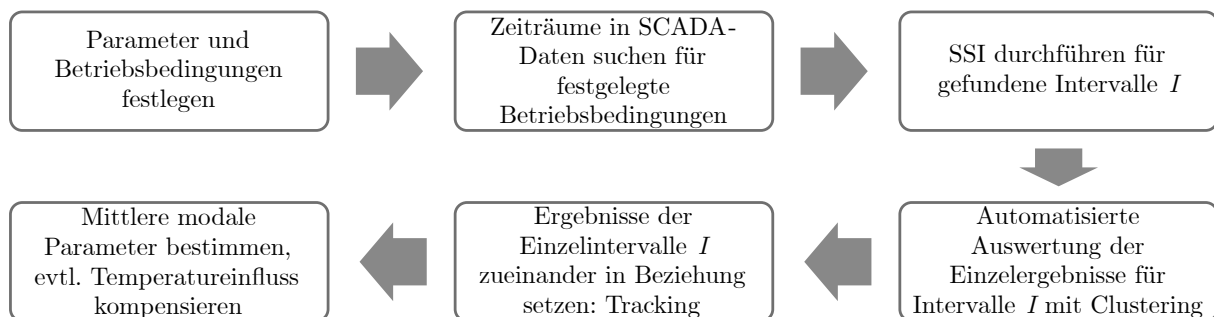 Parameter und
Betriebsbedingungen
festlegen
Zeiträume in SCADA-
Daten suchen für
festgelegte
Betriebsbedingungen
SSI durchführen für
gefundene Intervalle I
Automatisierte
Auswertung der
Einzelergebnisse für
Intervalle I mit Clustering
Ergebnisse der
Einzelintervalle I
zueinander in Beziehung
setzen: Tracking
Mittlere modale
Parameter bestimmen,
evtl. Temperatureinfluss
kompensieren